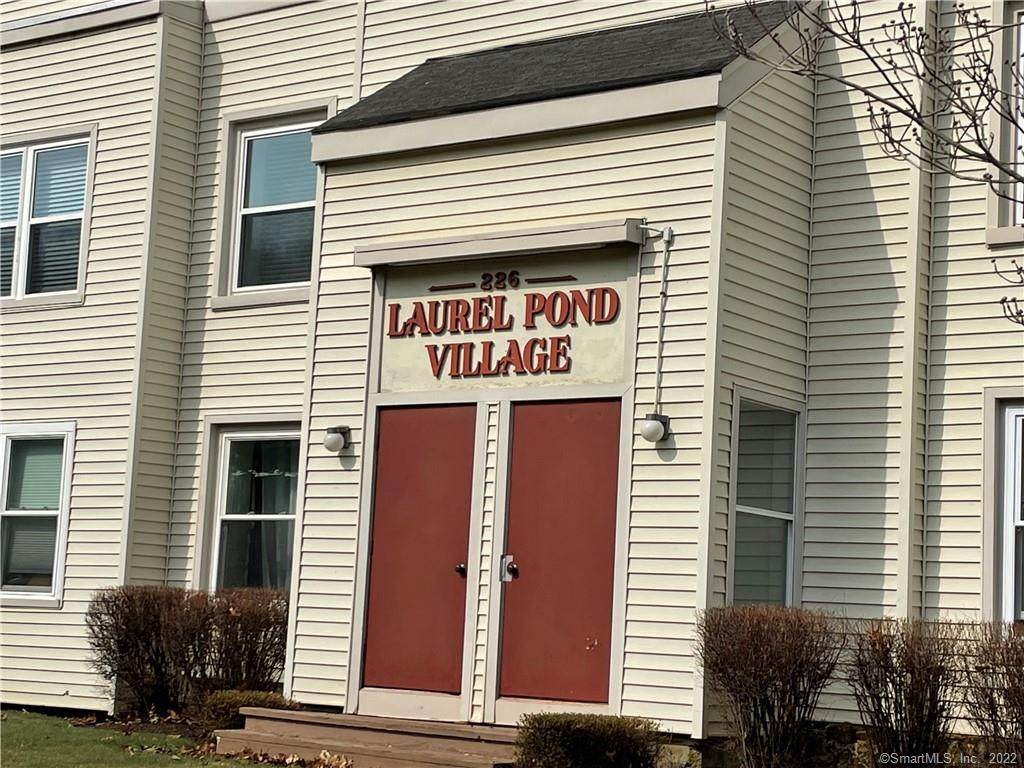 226
LAUREL POND
VILLAGE
©SmartMLS, Inc. 2022